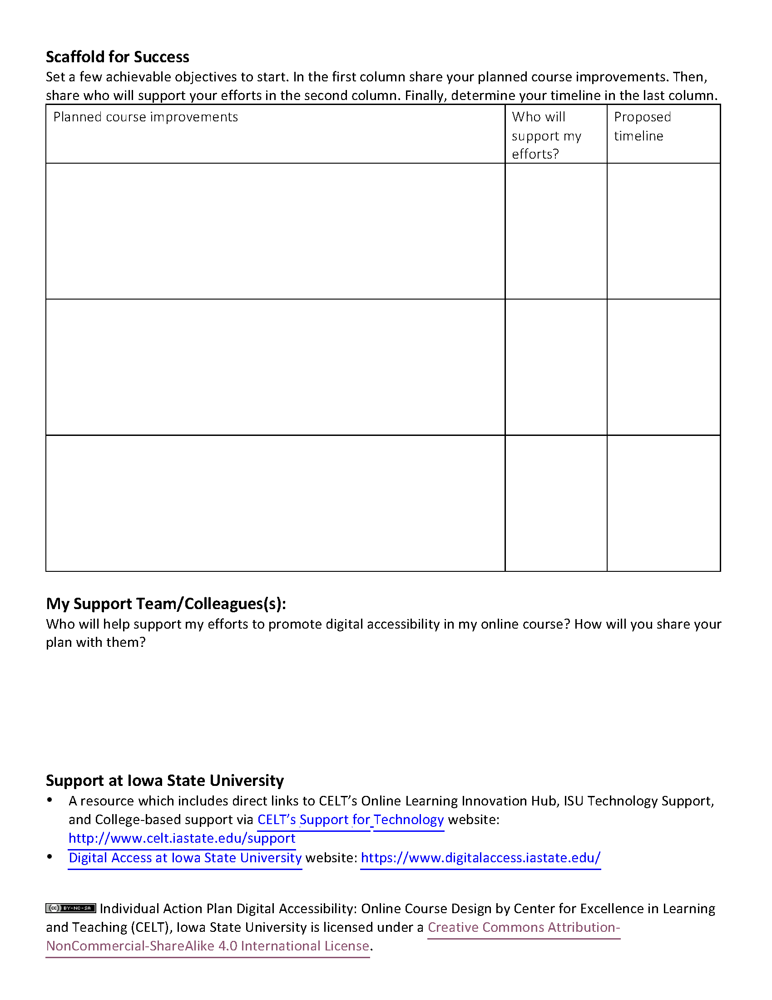 Scaffold for Success
Set a few achievable objectives to start. In the first column share your planned course improvements. Then,
share who will support your efforts in the second column. Finally, determine your timeline in the last column.
Planned course improvements
Who will
support my
efforts?
Proposed
timeline
My Support Team/Colleagues(s):
Who will help support my efforts to promote digital accessibility in my online course? How will you share your
plan with them?
Support at Iowa State University
• A resource which includes direct links to CELT’s Online Learning Innovation Hub, ISU Technology Support,
and College-based support via CELT’s Support for Technology website:
http://www.celt.iastate.edu/support
• Digital Access at Iowa State University website: https://www.digitalaccess.iastate.edu/
(cc) BY-NC-SA Individual Action Plan Digital Accessibility: Online Course Design by Center for Excellence in Learning
and Teaching (CELT), Iowa State University is licensed under a Creative Commons Attribution-
NonCommercial-ShareAlike 4.0 International License.